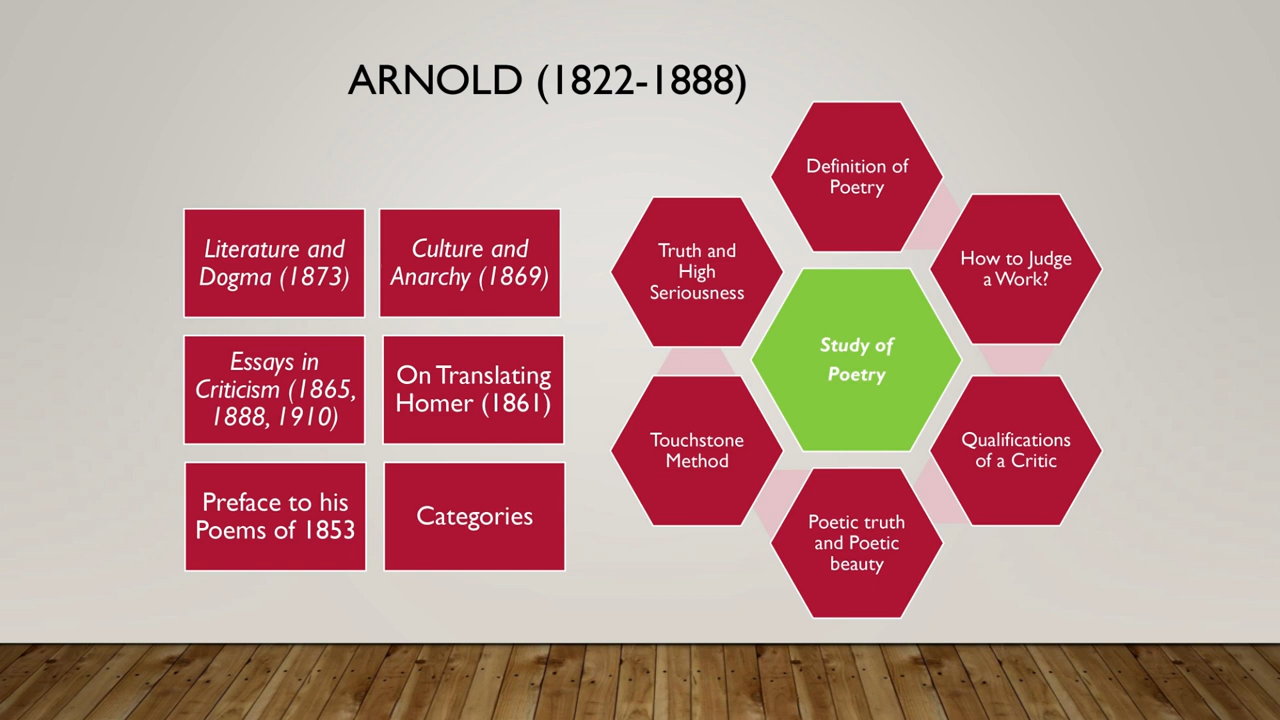 ARNOLD (1822-1888)
Literature and
Dogma (1873)
Culture and
Anarchy (1869)
Essays in
Criticism (1865,
1888, 1910)
On Translating
Homer (1861)
Preface to his
Poems of 1853
Categories
Definition of
Poetry
How to Judge
a Work?
Qualifications
of a Critic
Poetic truth
and Poetic
beauty
Touchstone
Method
Truth and
High
Seriousness
Study of
Poetry